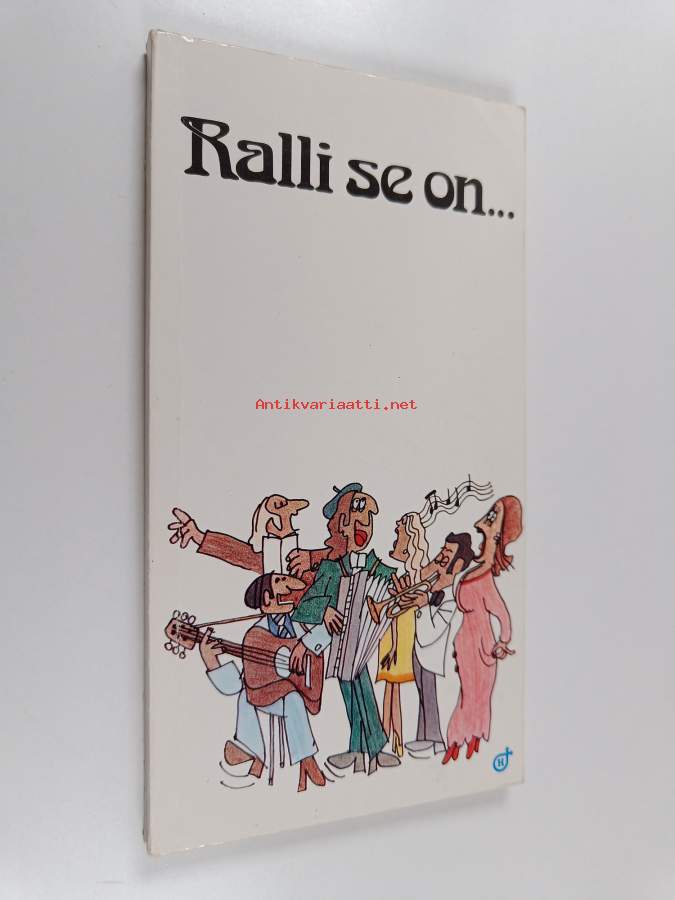 Ralli se on...
Antikvariaatti.net
R